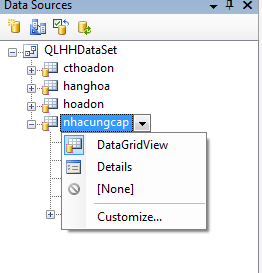 Data Sources
QLHHDataSet
cthoadon
hanghoa
hoadon
nhacungcap
DataGridView
Details
[None]
Customize...